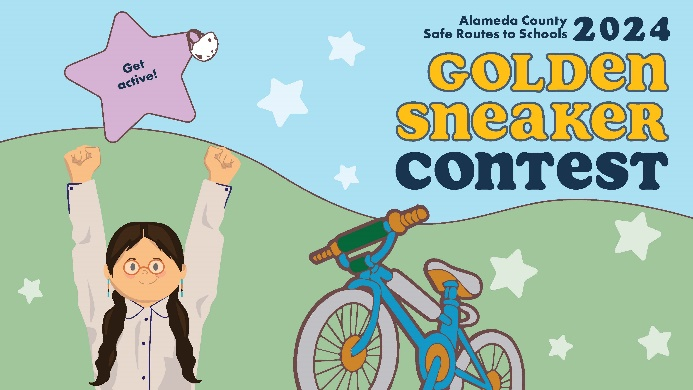 Get
active!
Alameda County
Safe Routes to Schools 2024
GOLDEN
SNEAKER
CONTEST